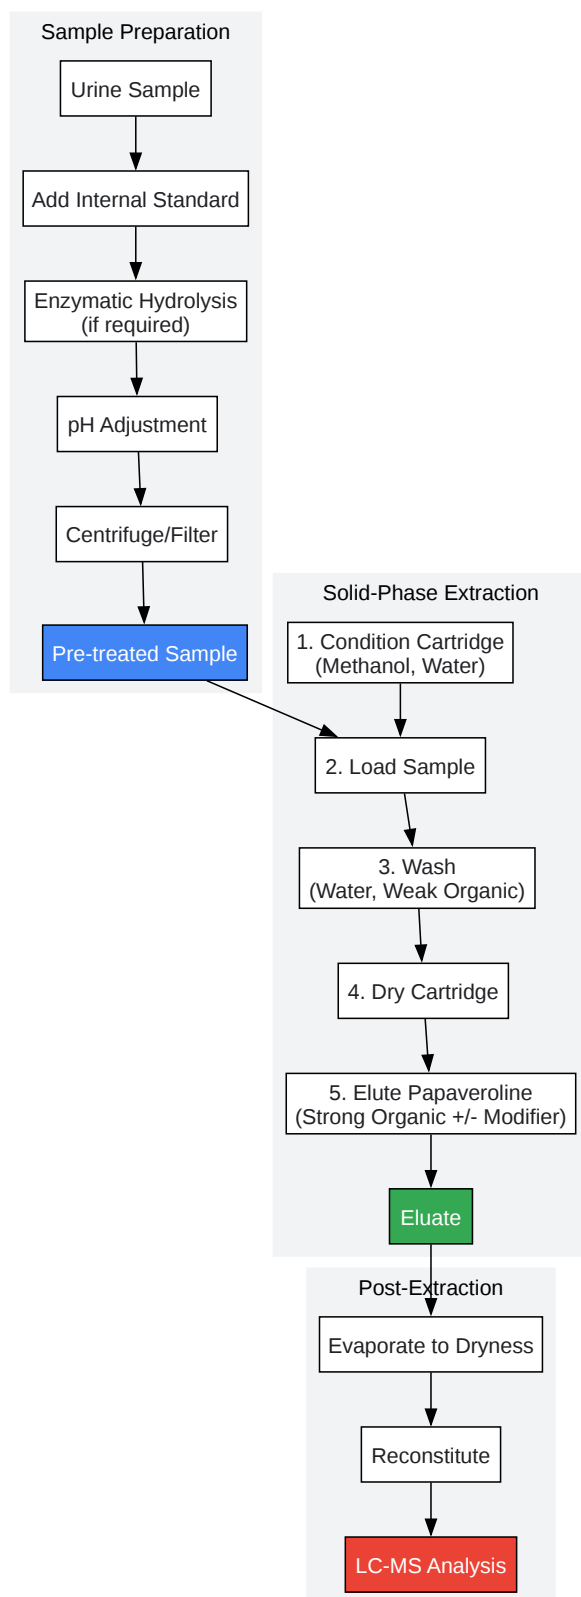 Sample Preparation
Urine Sample
Add Internal Standard
Enzymatic Hydrolysis
(if required)
pH Adjustment
Centrifuge/Filter
Pre-treated Sample
Solid-Phase Extraction
1. Condition Cartridge
(Methanol, Water)
2. Load Sample
3. Wash
(Water, Weak Organic)
4. Dry Cartridge
5. Elute Papaveroline
(Strong Organic +/- Modifier)
Eluate
Post-Extraction
Evaporate to Dryness
Reconstitute
LC-MS Analysis